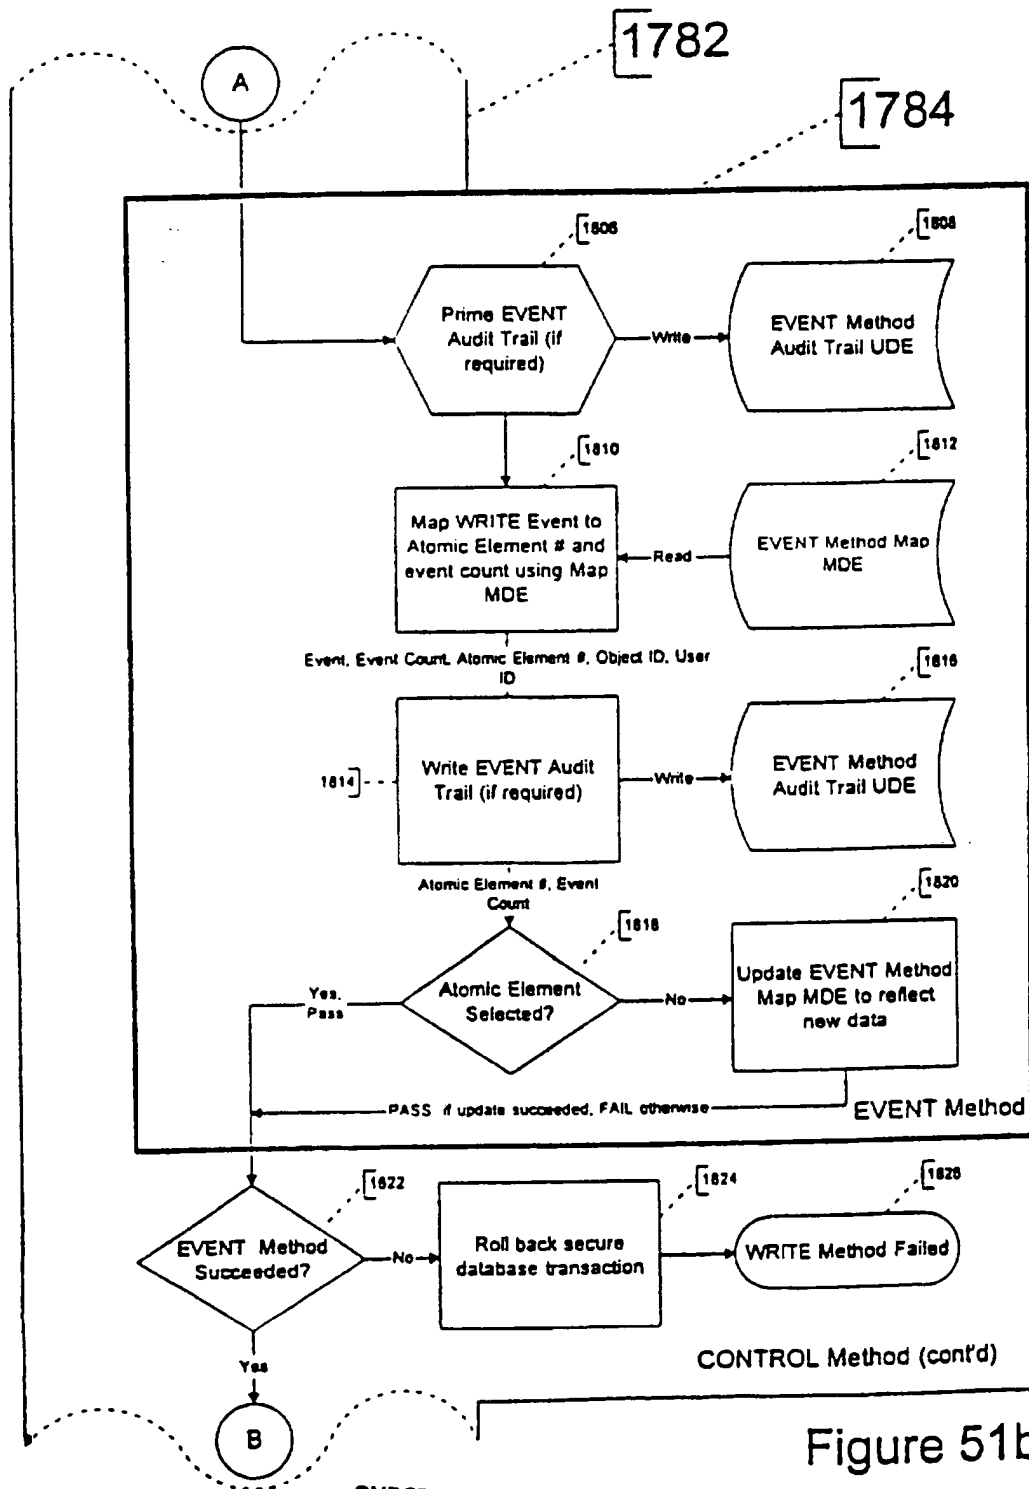 1782
1784
A
1806
1808
Prime EVENT
Audit Trail (if
required)
Write
EVENT Method
Audit Trail UDE
1810
1812
Map WRITE Event to
Atomic Element # and
event count using Map
MDE
Read
EVENT Method Map
MDE
Event, Event Count, Atomic Element #, Object ID, User
ID
1816
1814
Write EVENT Audit
Trail (if required)
Write
EVENT Method
Audit Trail UDE
Atomic Element #, Event
Count
1818
1820
Yes,
Pass
Atomic Element
Selected?
No
Update EVENT Method
Map MDE to reflect
new data
PASS if update succeeded, FAIL otherwise
EVENT Method
1822
1824
1826
EVENT Method
Succeeded?
No
Roll back secure
database transaction
WRITE Method Failed
Yes
CONTROL Method (cont'd)
B
Figure 51b